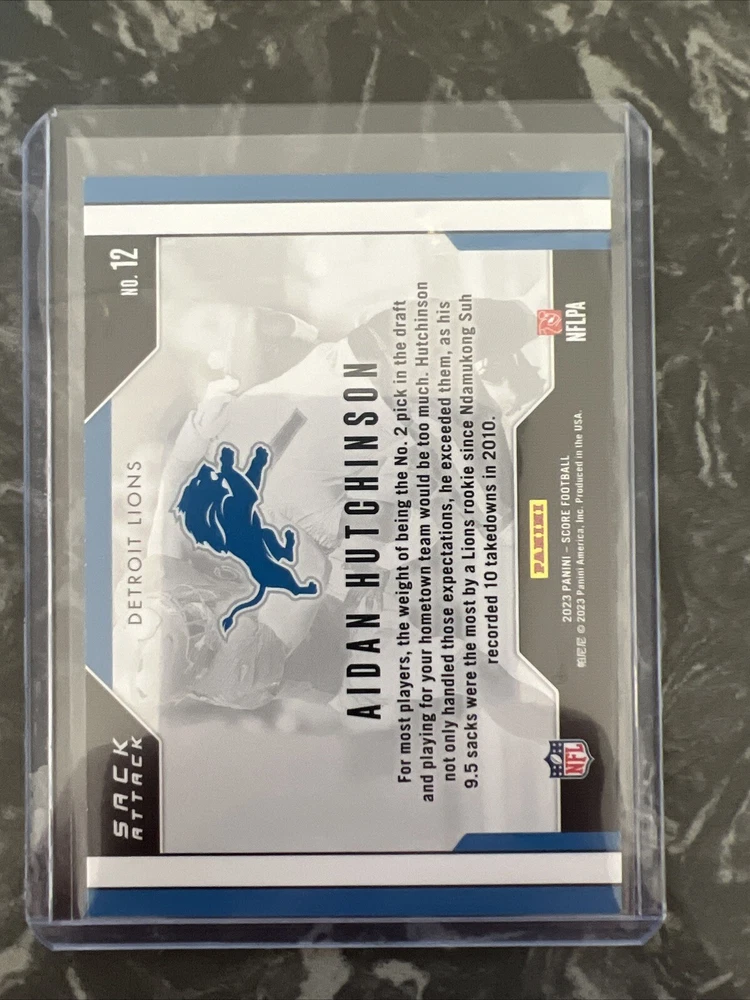 SACK
ATTACK
DETROIT LIONS
NO. 12
AIDAN HUTCHINSON
For most players, the weight of being the No. 2 pick in the draft
and playing for your hometown team would be too much. Hutchinson
not only handled those expectations, he exceeded them, as his
9.5 sacks were the most by a Lions rookie since Ndamukong Suh
recorded 10 takedowns in 2010.
PANINI
NFL
2023 PANINI – SCORE FOOTBALL
帕尼尼 © 2023 Panini America, Inc. Produced in the USA.
NFLPA